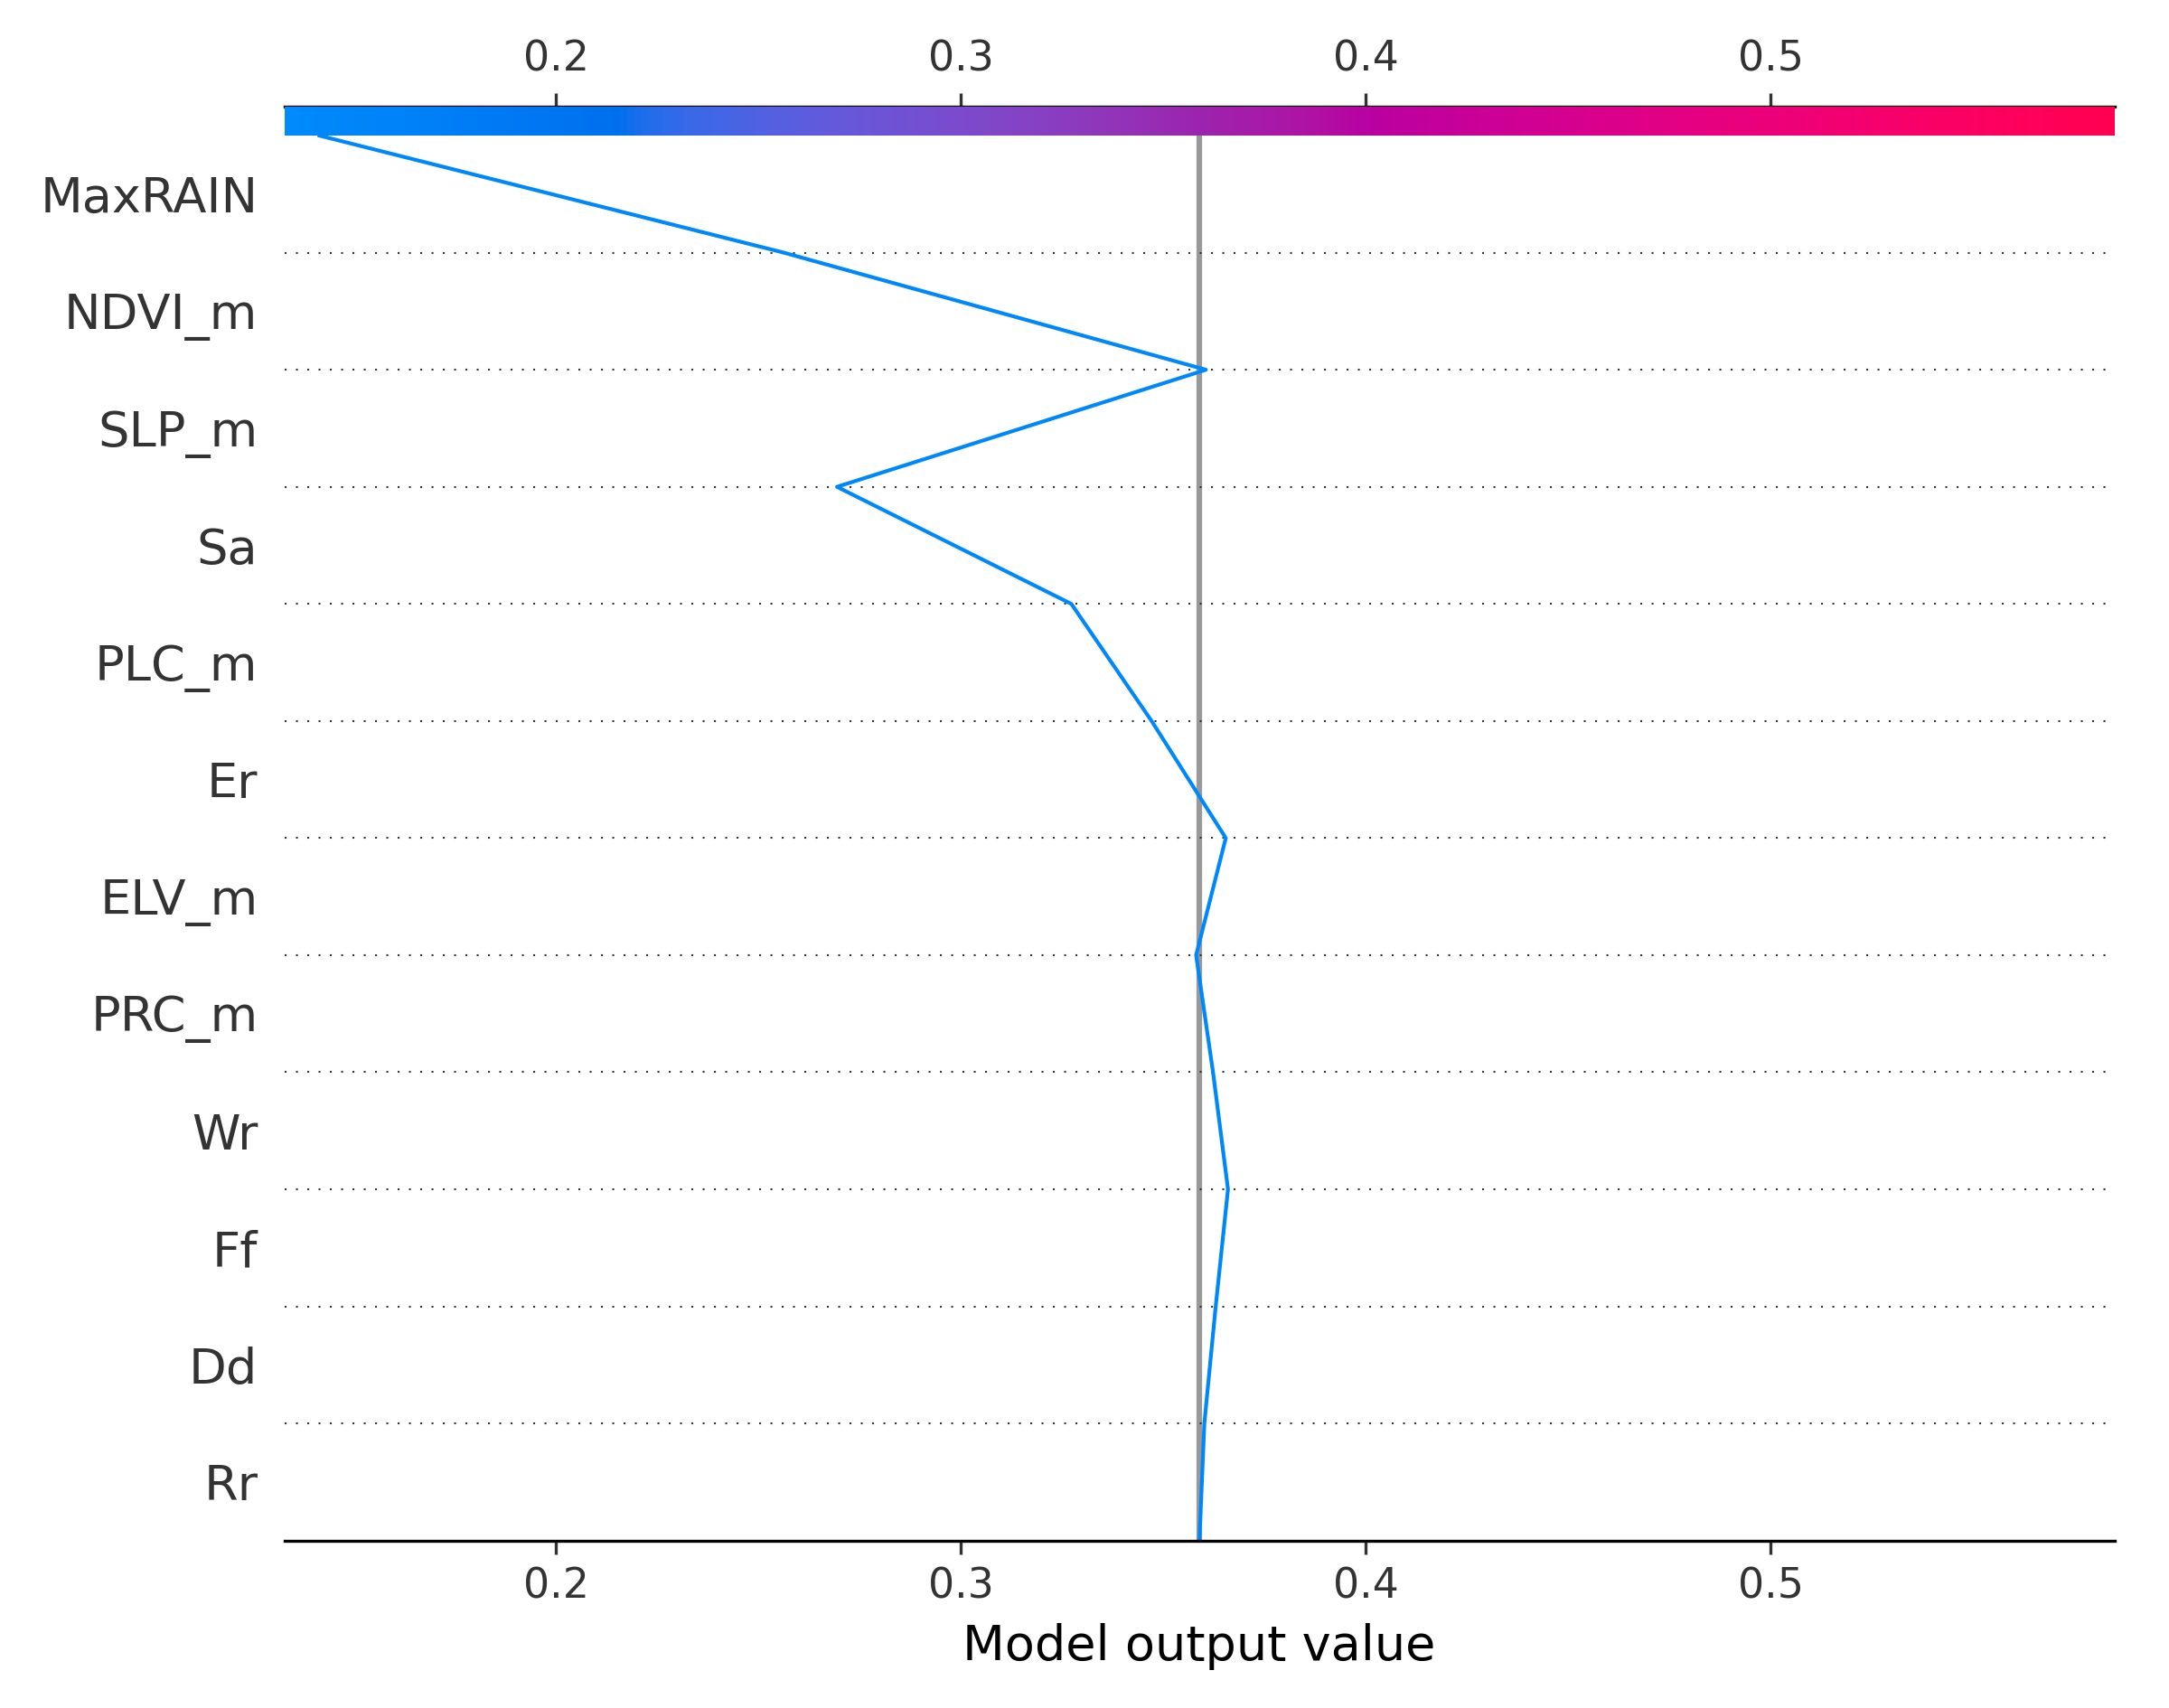 0.2 0.3 0.4 0.5
MaxRAIN
NDVI_m
SLP_m
Sa
PLC_m
Er
ELV_m
PRC_m
Wr
Ff
Dd
Rr
0.2 0.3 0.4 0.5
Model output value